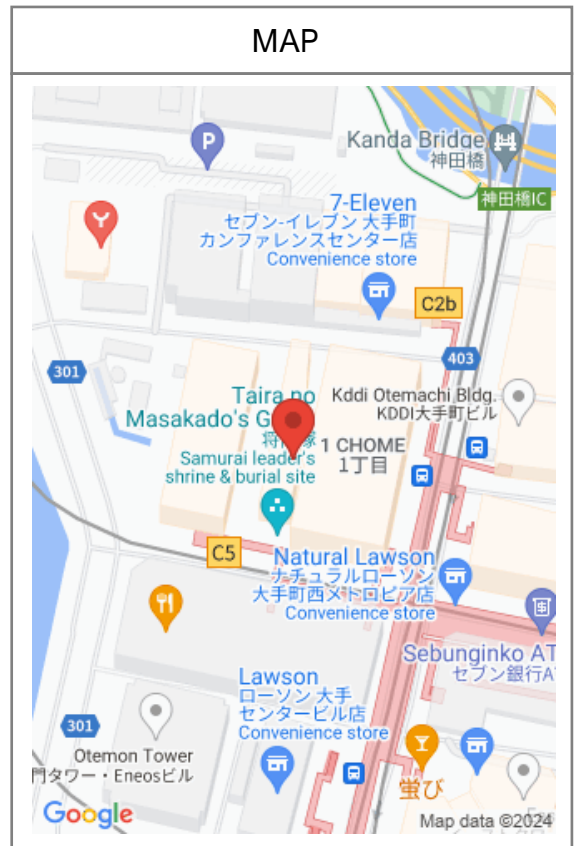 MAP
Kanda Bridge
神田橋
P
7-Eleven
セブン-イレブン 大手町
カンファレンスセンター店
Convenience store
神田橋IC
C2b
403
301
Taira no
Masakado's G
Samurai leader's
shrine & burial site
Kddi Otemachi Bldg.
KDDI大手町ビル
1 CHOME
1丁目
C5
Natural Lawson
ナチュラルローソン
大手町西メトロピア店
Convenience store
Sebunginko AT
セブン銀行A
Lawson
ローソン 大手
センタービル店
Convenience store
301
Otemon Tower
門タワー・Eneosビル
蛍び
Google
Map data ©2024